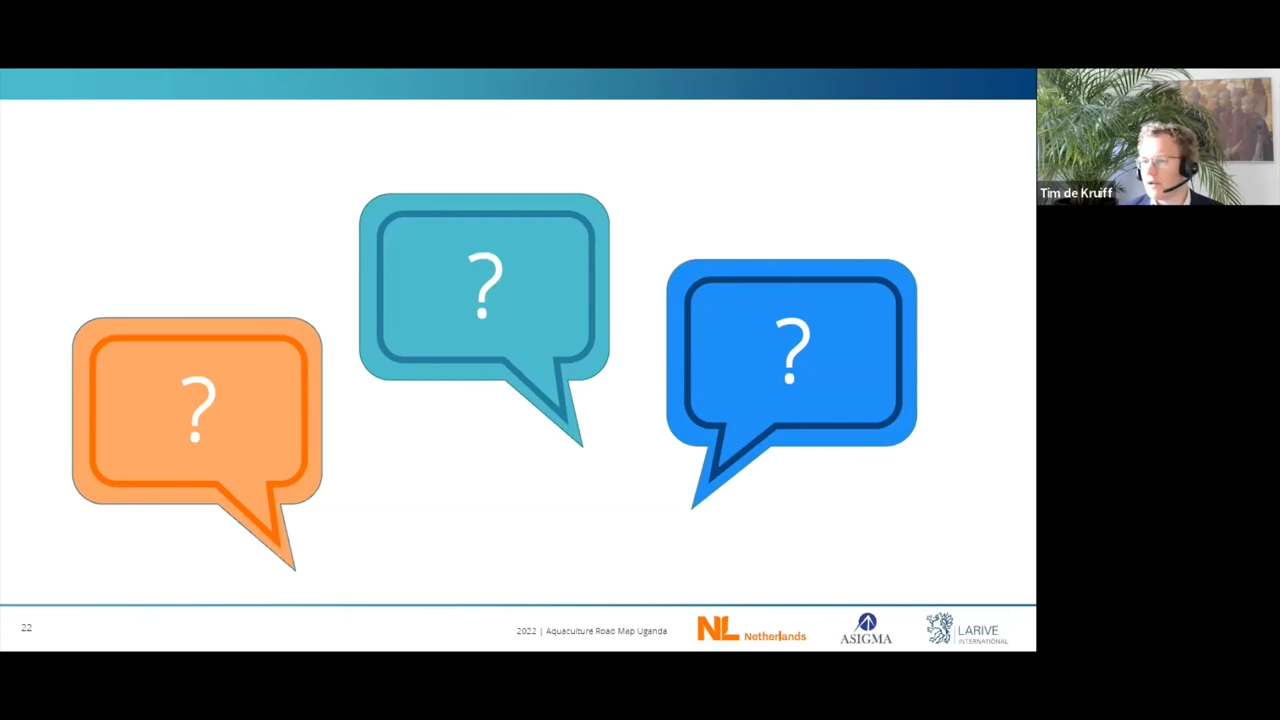 ?
?
?
Tim de Kruiff
22
2022 | Aquaculture Road Map Uganda
NL Netherlands
ASIGMA
LARIVE
INTERNATIONAL